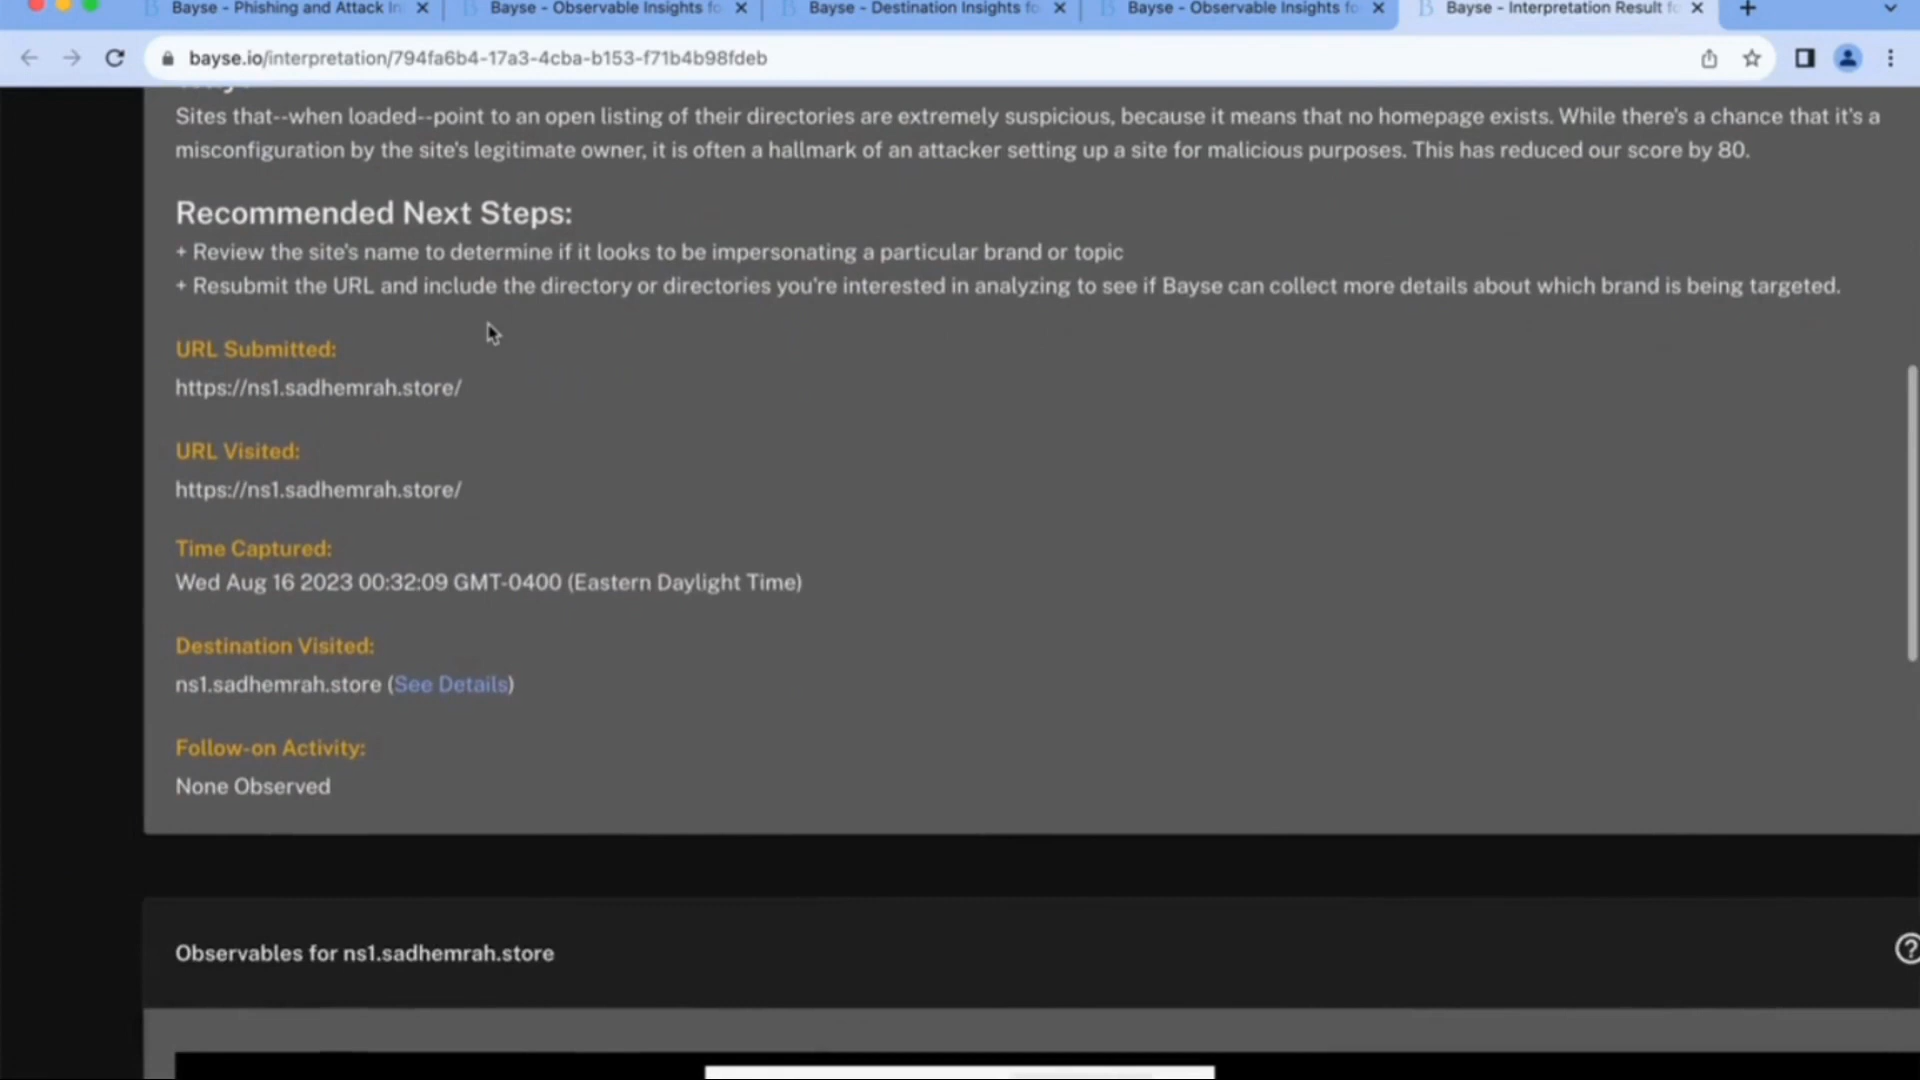 Bayse - Phishing and Attack In
Bayse - Observable Insights fo
Bayse - Destination Insights fo
Bayse - Observable Insights fo
Bayse - Interpretation Result fo
bayse.io/interpretation/794fa6b4-17a3-4cba-b153-f71b4b98fdeb
Sites that--when loaded--point to an open listing of their directories are extremely suspicious, because it means that no homepage exists. While there's a chance that it's a
misconfiguration by the site's legitimate owner, it is often a hallmark of an attacker setting up a site for malicious purposes. This has reduced our score by 80.
Recommended Next Steps:
+ Review the site's name to determine if it looks to be impersonating a particular brand or topic
+ Resubmit the URL and include the directory or directories you're interested in analyzing to see if Bayse can collect more details about which brand is being targeted.
URL Submitted:
https://ns1.sadhemrah.store/
URL Visited:
https://ns1.sadhemrah.store/
Time Captured:
Wed Aug 16 2023 00:32:09 GMT-0400 (Eastern Daylight Time)
Destination Visited:
ns1.sadhemrah.store (See Details)
Follow-on Activity:
None Observed
Observables for ns1.sadhemrah.store